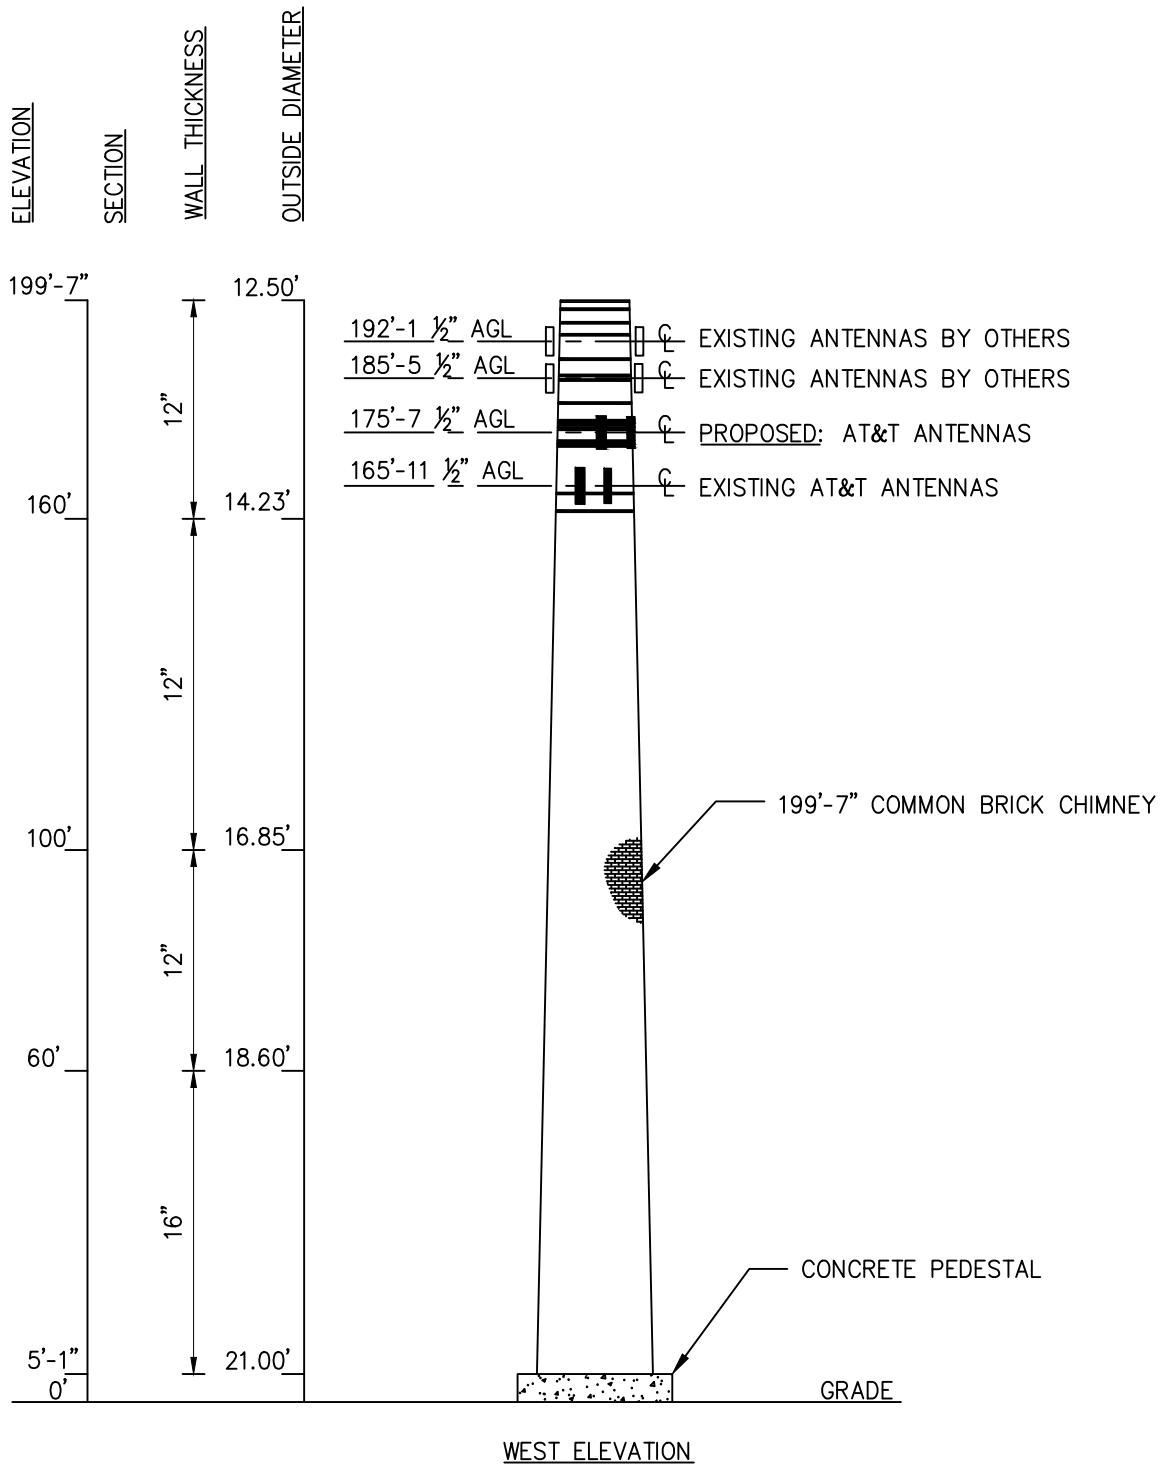 ELEVATION
SECTION
WALL THICKNESS
OUTSIDE DIAMETER
199'-7" 12.50'
192'-1 ½" AGL ℄ EXISTING ANTENNAS BY OTHERS
185'-5 ½" AGL ℄ EXISTING ANTENNAS BY OTHERS
12"
175'-7 ½" AGL ℄ PROPOSED: AT&T ANTENNAS
165'-11 ½" AGL ℄ EXISTING AT&T ANTENNAS
160' 14.23'
12"
199'-7" COMMON BRICK CHIMNEY
100' 16.85'
12"
60' 18.60'
16"
CONCRETE PEDESTAL
5'-1" 21.00'
0' GRADE
WEST ELEVATION